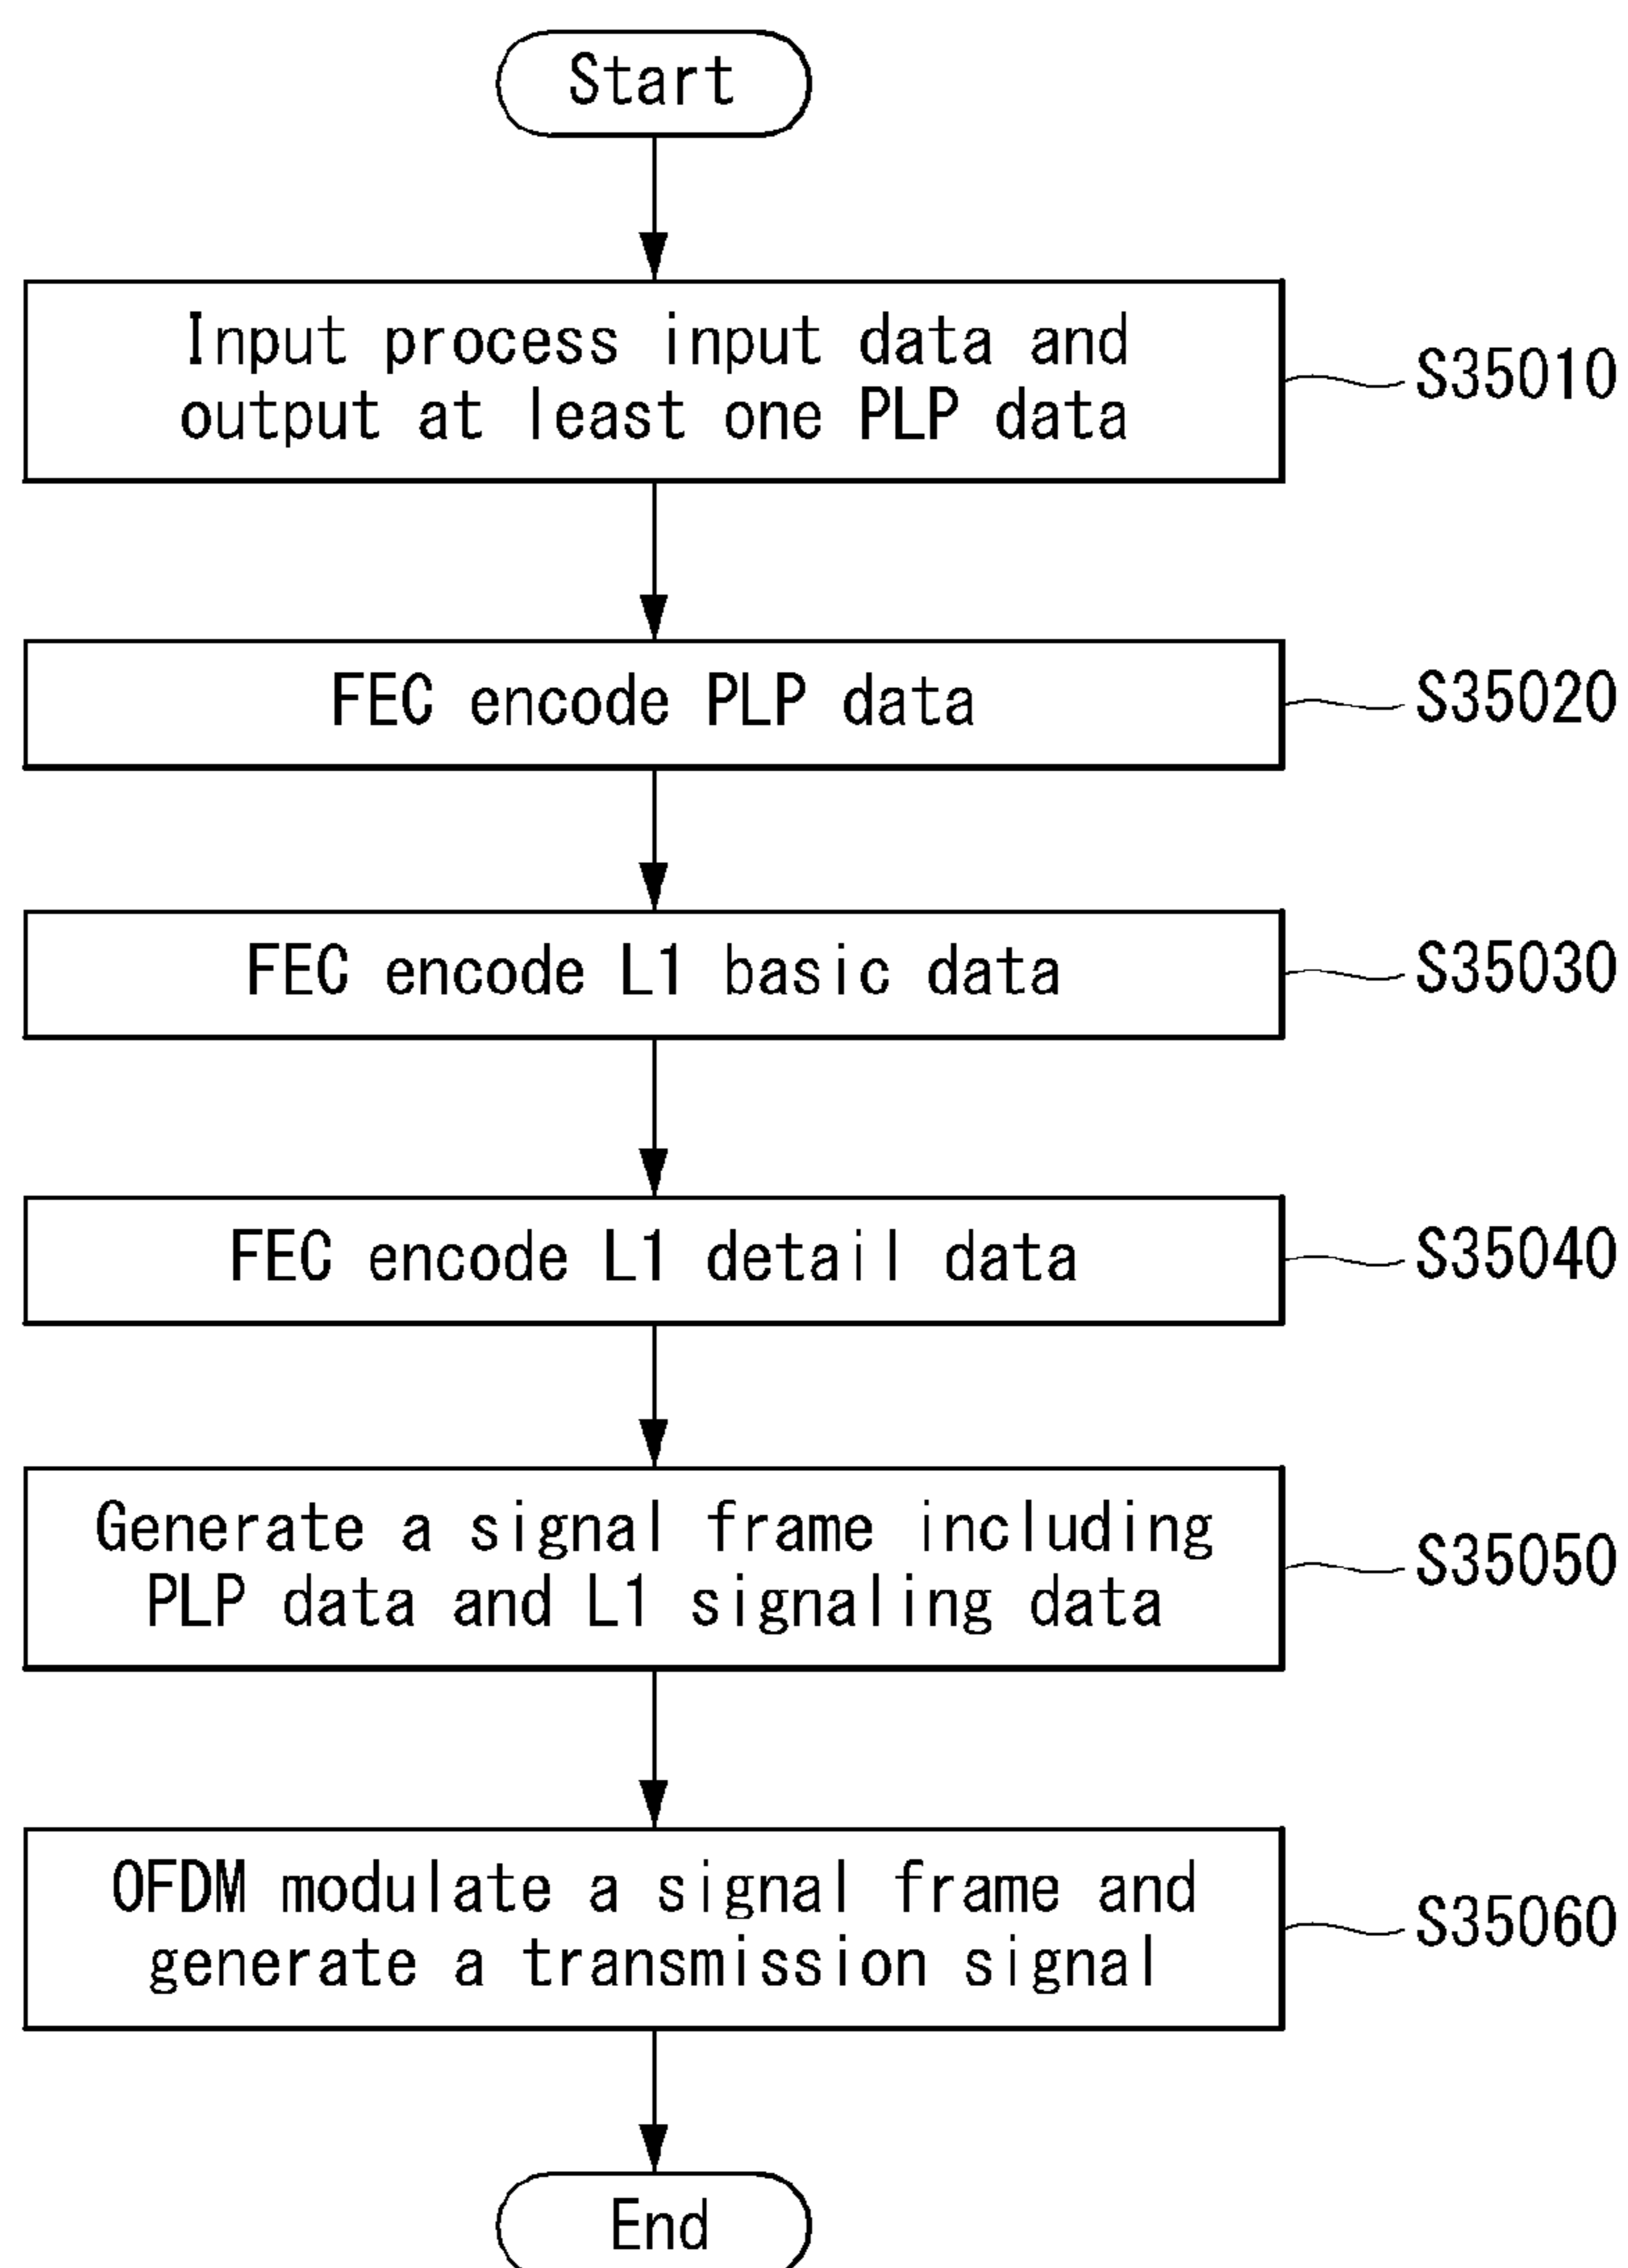 Start
Input process input data and
output at least one PLP data
S35010
FEC encode PLP data
S35020
FEC encode L1 basic data
S35030
FEC encode L1 detail data
S35040
Generate a signal frame including
PLP data and L1 signaling data
S35050
OFDM modulate a signal frame and
generate a transmission signal
S35060
End